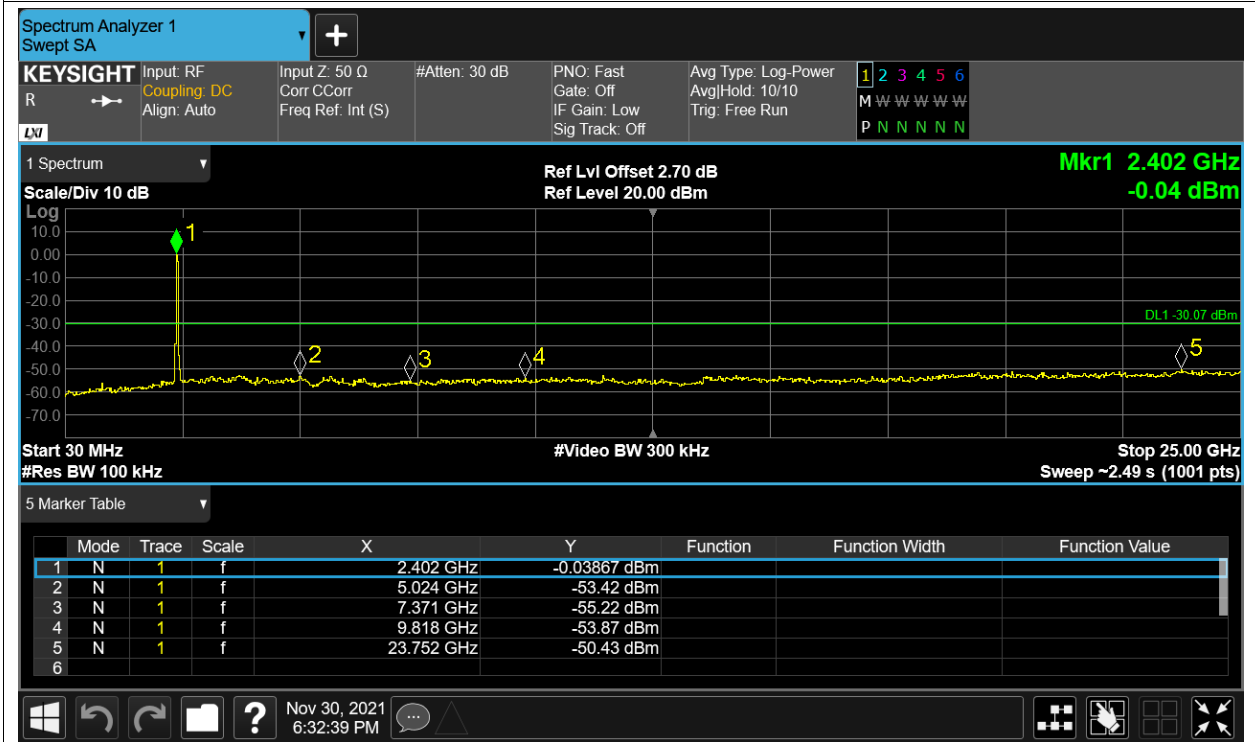 Spectrum Analyzer 1
Swept SA
+
KEYSIGHT
R
LXI
Input: RF
Coupling: DC
Align: Auto
Input Z: 50 Ω
Corr CCorr
Freq Ref: Int (S)
#Atten: 30 dB
PNO: Fast
Gate: Off
IF Gain: Low
Sig Track: Off
Avg Type: Log-Power
Avg|Hold: 10/10
Trig: Free Run
1 2 3 4 5 6
M W W W W W
P N N N N N
1 Spectrum
Scale/Div 10 dB
Ref Lvl Offset 2.70 dB
Ref Level 20.00 dBm
Mkr1 2.402 GHz
-0.04 dBm
Log
10.0
0.00
-10.0
-20.0
-30.0
-40.0
-50.0
-60.0
-70.0
1
2
3
4
5
DL1 -30.07 dBm
Start 30 MHz
#Res BW 100 kHz
#Video BW 300 kHz
Stop 25.00 GHz
Sweep ~2.49 s (1001 pts)
5 Marker Table
Mode Trace Scale X Y Function Function Width Function Value
1 N 1 f 2.402 GHz -0.03867 dBm
2 N 1 f 5.024 GHz -53.42 dBm
3 N 1 f 7.371 GHz -55.22 dBm
4 N 1 f 9.818 GHz -53.87 dBm
5 N 1 f 23.752 GHz -50.43 dBm
6
?
Nov 30, 2021
6:32:39 PM